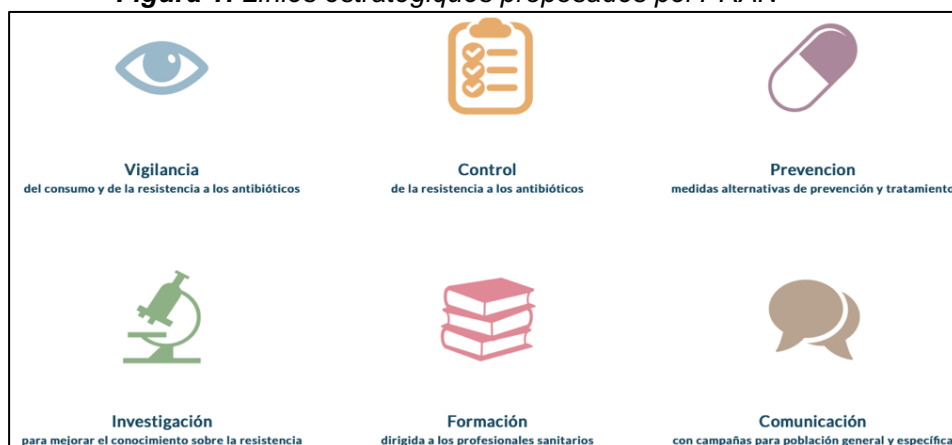 Vigilancia
del consumo y de la resistencia a los antibióticos
Control
de la resistencia a los antibióticos
Prevencion
medidas alternativas de prevención y tratamiento
Investigación
para mejorar el conocimiento sobre la resistencia
Formación
dirigida a los profesionales sanitarios
Comunicación
con campañas para población general y específica